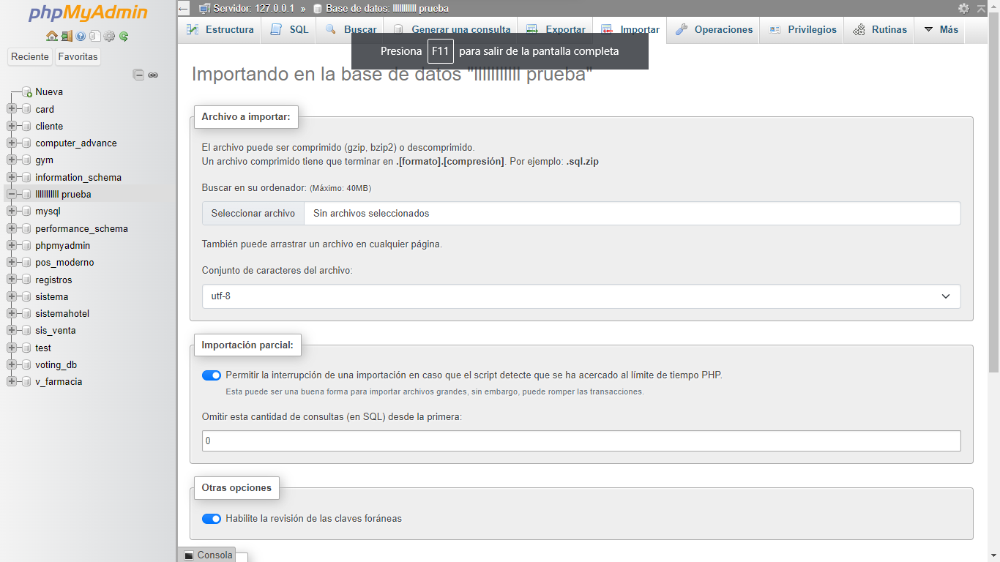 phpMyAdmin
Reciente Favoritas
Nueva
card
cliente
computer_advance
gym
information_schema
lllllllllll prueba
mysql
performance_schema
phpmyadmin
pos_moderno
registros
sistema
sistemahotel
sis_venta
test
voting_db
v_farmacia
Servidor: 127.0.0.1 » Base de datos: lllllllllll prueba
Estructura SQL Buscar Generar una consulta Exportar Importar Operaciones Privilegios Rutinas Más
Presiona F11 para salir de la pantalla completa
Importando en la base de datos "lllllllllll prueba"
Archivo a importar:
El archivo puede ser comprimido (gzip, bzip2) o descomprimido.
Un archivo comprimido tiene que terminar en .[formato].[compresión]. Por ejemplo: .sql.zip
Buscar en su ordenador: (Máximo: 40MB)
Seleccionar archivo Sin archivos seleccionados
También puede arrastrar un archivo en cualquier página.
Conjunto de caracteres del archivo:
utf-8
Importación parcial:
Permitir la interrupción de una importación en caso que el script detecte que se ha acercado al límite de tiempo PHP.
Esta puede ser una buena forma para importar archivos grandes, sin embargo, puede romper las transacciones.
Omitir esta cantidad de consultas (en SQL) desde la primera:
0
Otras opciones
Habilite la revisión de las claves foráneas
Consola